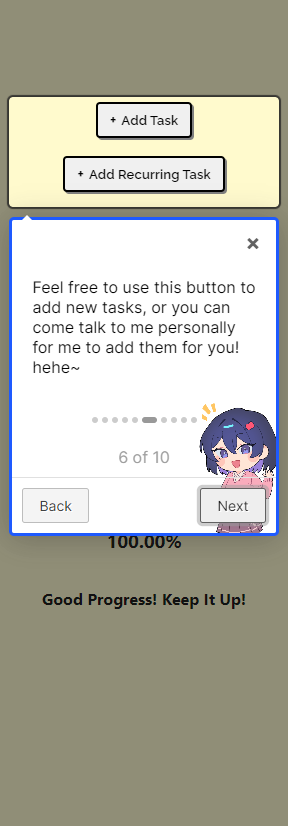 + Add Task
+ Add Recurring Task
×
Feel free to use this button to
add new tasks, or you can
come talk to me personally
for me to add them for you!
hehe~
6 of 10
Back
Next
100.00%
Good Progress! Keep It Up!